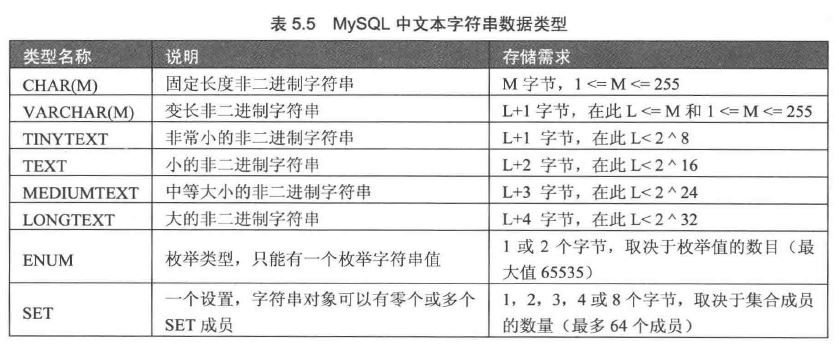 表 5.5 MySQL 中文本字符串数据类型
类型名称 说明 存储需求
CHAR(M) 固定长度非二进制字符串 M 字节，1 <= M <= 255
VARCHAR(M) 变长非二进制字符串 L+1 字节，在此 L <= M 和 1 <= M <= 255
TINYTEXT 非常小的非二进制字符串 L+1 字节，在此 L< 2 ^ 8
TEXT 小的非二进制字符串 L+2 字节，在此 L< 2 ^ 16
MEDIUMTEXT 中等大小的非二进制字符串 L+3 字节，在此 L< 2 ^ 24
LONGTEXT 大的非二进制字符串 L+4 字节，在此 L< 2 ^ 32
ENUM 枚举类型，只能有一个枚举字符串值 1 或 2 个字节，取决于枚举值的数目（最
大值 65535）
SET 一个设置，字符串对象可以有零个或多个
SET 成员
1，2，3，4 或 8 个字节，取决于集合成员
的数量（最多 64 个成员）